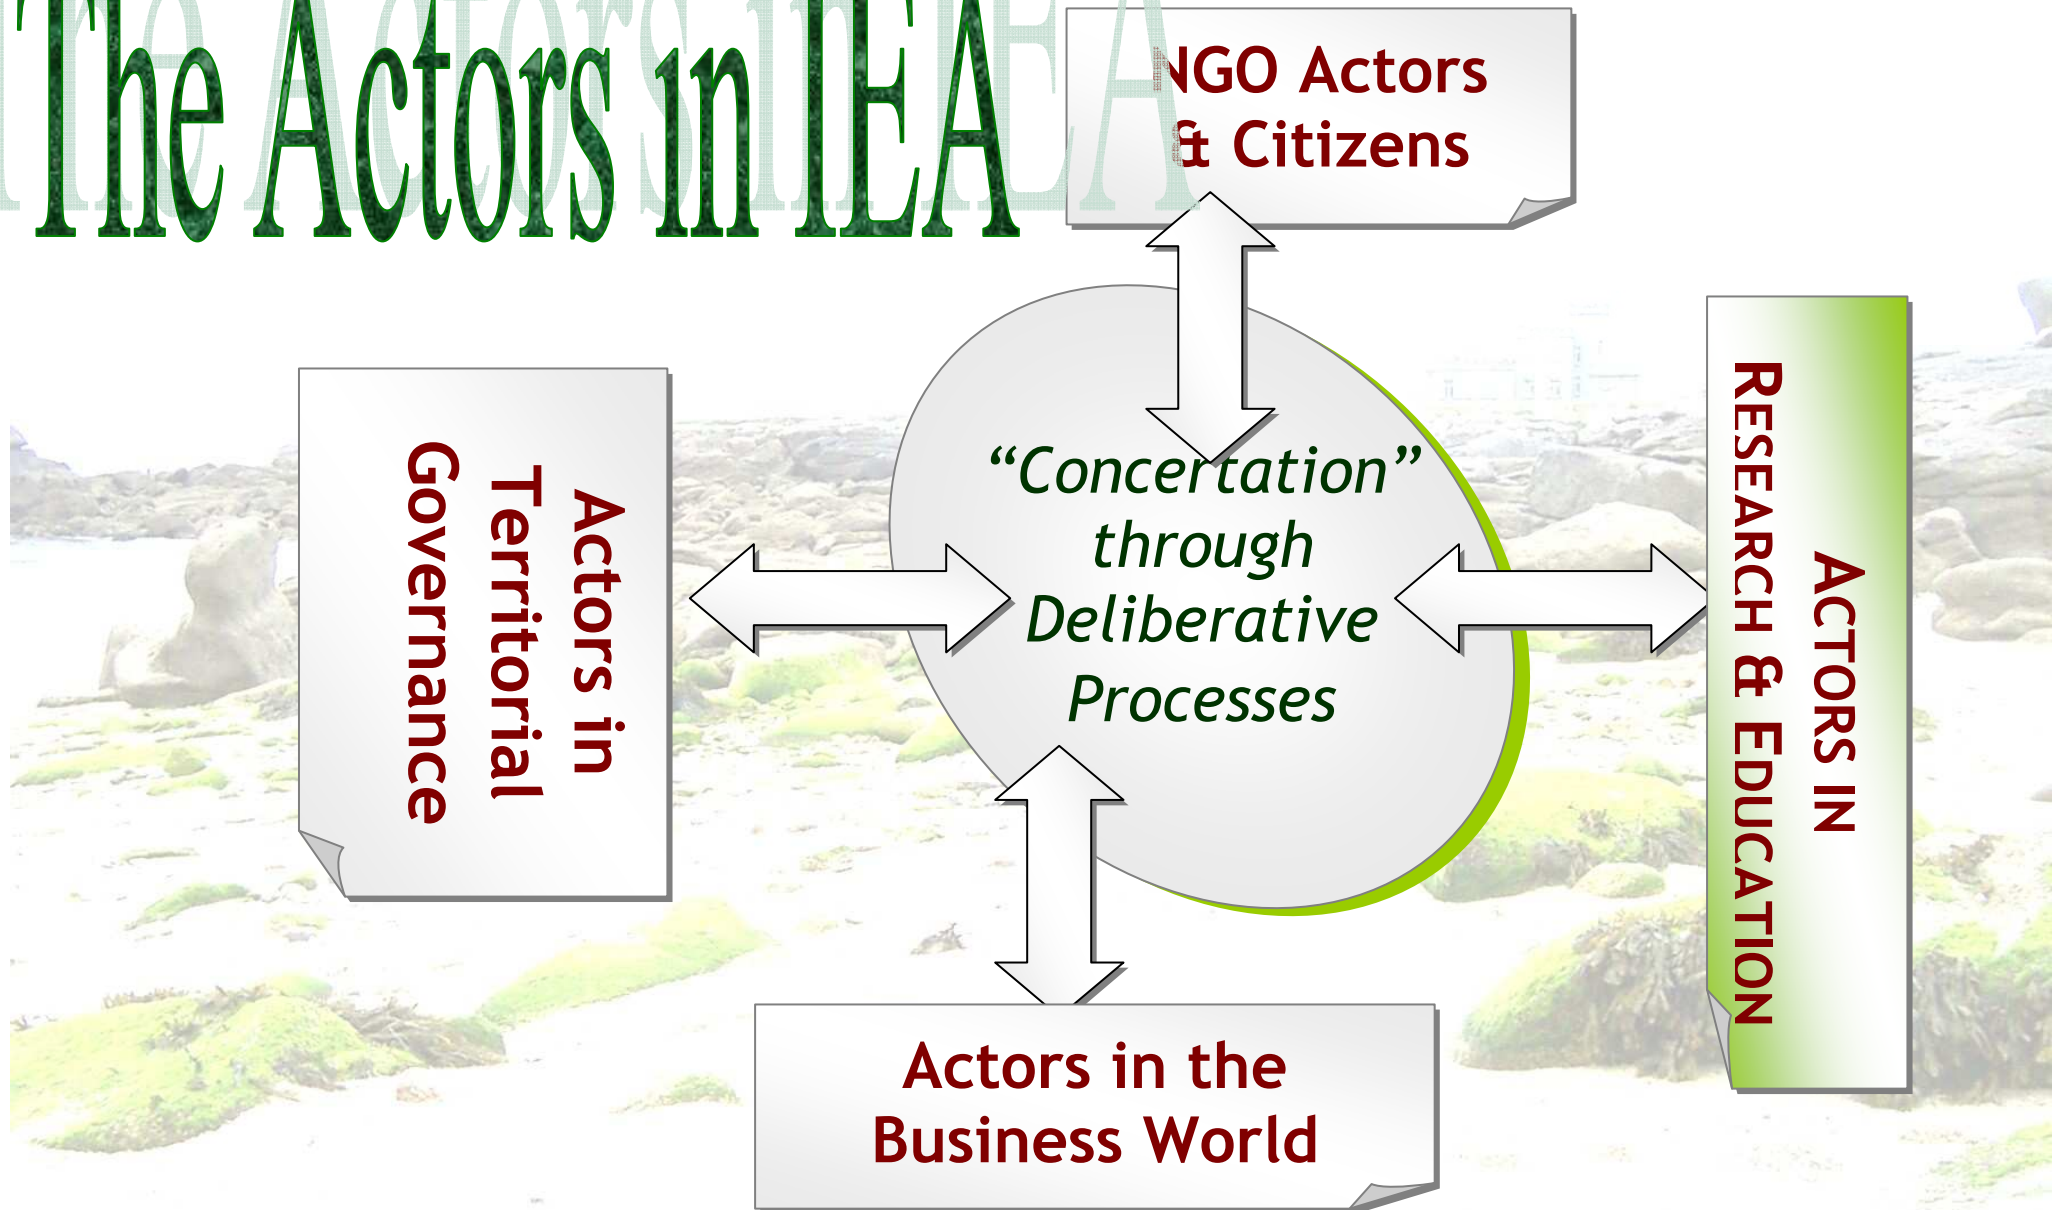 The Actors in IEA
NGO Actors
& Citizens
Actors in
Territorial
Governance
“Concertation”
through
Deliberative
Processes
ACTORS IN
RESEARCH & EDUCATION
Actors in the
Business World